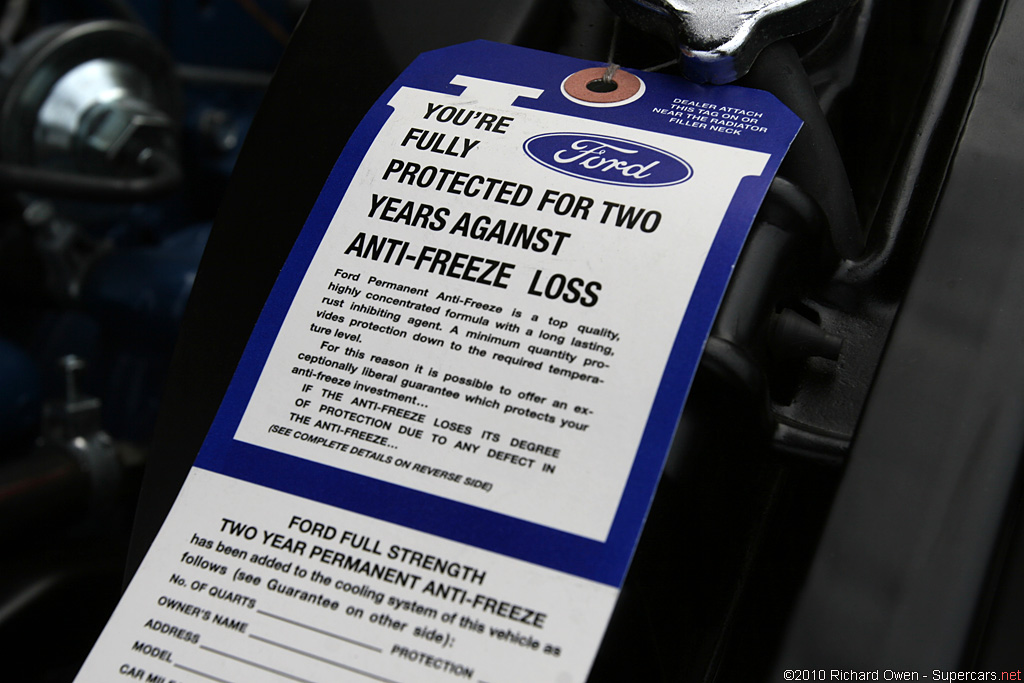 DEALER ATTACH
THIS TAG ON OR
NEAR THE RADIATOR
FILLER NECK
Ford
YOU'RE
FULLY
PROTECTED FOR TWO
YEARS AGAINST
ANTI-FREEZE LOSS
Ford Permanent Anti-Freeze is a top quality,
highly concentrated formula with a long lasting,
rust inhibiting agent. A minimum quantity pro-
vides protection down to the required tempera-
ture level.
For this reason it is possible to offer an ex-
ceptionally liberal guarantee which protects your
anti-freeze investment...
IF THE ANTI-FREEZE LOSES ITS DEGREE
OF PROTECTION DUE TO ANY DEFECT IN
THE ANTI-FREEZE...
(SEE COMPLETE DETAILS ON REVERSE SIDE)
FORD FULL STRENGTH
TWO YEAR PERMANENT ANTI-FREEZE
has been added to the cooling system of this vehicle as
follows (see Guarantee on other side):
No. OF QUARTS PROTECTION
OWNER'S NAME
ADDRESS
MODEL
CAR
©2010 Richard Owen - Supercars.net